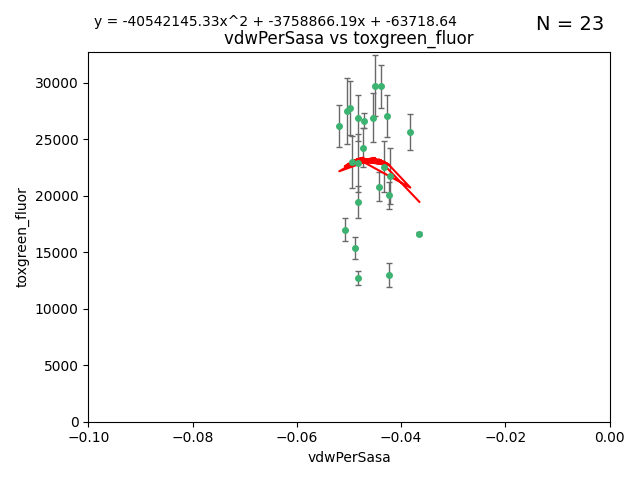 y = -40542145.33x^2 + -3758866.19x + -63718.64
N = 23
vdwPerSasa vs toxgreen_fluor
30000
25000
20000
15000
10000
5000
0
toxgreen_fluor
−0.10 −0.08 −0.06 −0.04 −0.02 0.00
vdwPerSasa